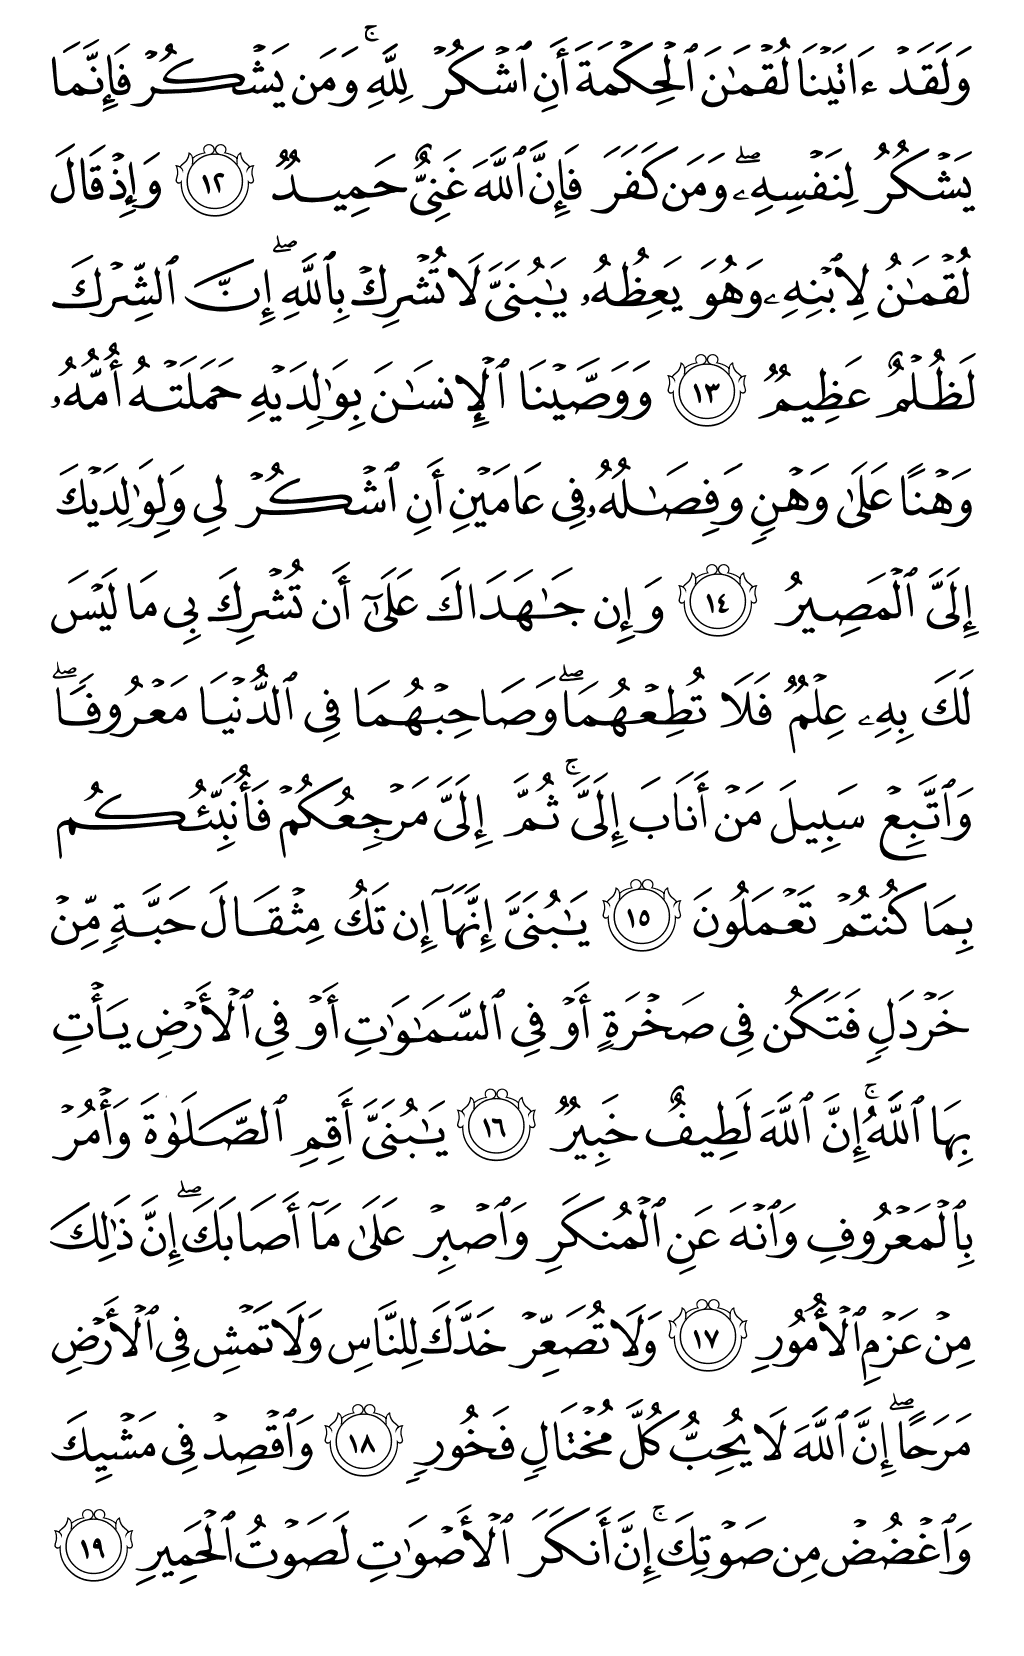 وَلَقَدۡ ءَاتَيۡنَا لُقۡمَٰنَ ٱلۡحِكۡمَةَ أَنِ ٱشۡكُرۡ لِلَّهِۚ وَمَن يَشۡكُرۡ فَإِنَّمَا
يَشۡكُرُ لِنَفۡسِهِۦۖ وَمَن كَفَرَ فَإِنَّ ٱللَّهَ غَنِيٌّ حَمِيدٞ ١٢ وَإِذۡ قَالَ
لُقۡمَٰنُ لِٱبۡنِهِۦ وَهُوَ يَعِظُهُۥ يَٰبُنَيَّ لَا تُشۡرِكۡ بِٱللَّهِۖ إِنَّ ٱلشِّرۡكَ
لَظُلۡمٌ عَظِيمٞ ١٣ وَوَصَّيۡنَا ٱلۡإِنسَٰنَ بِوَٰلِدَيۡهِ حَمَلَتۡهُ أُمُّهُۥ
وَهۡنًا عَلَىٰ وَهۡنٖ وَفِصَٰلُهُۥ فِي عَامَيۡنِ أَنِ ٱشۡكُرۡ لِي وَلِوَٰلِدَيۡكَ
إِلَيَّ ٱلۡمَصِيرُ ١٤ وَإِن جَٰهَدَاكَ عَلَىٰٓ أَن تُشۡرِكَ بِي مَا لَيۡسَ
لَكَ بِهِۦ عِلۡمٞ فَلَا تُطِعۡهُمَاۖ وَصَاحِبۡهُمَا فِي ٱلدُّنۡيَا مَعۡرُوفٗاۖ
وَٱتَّبِعۡ سَبِيلَ مَنۡ أَنَابَ إِلَيَّۚ ثُمَّ إِلَيَّ مَرۡجِعُكُمۡ فَأُنَبِّئُكُم
بِمَا كُنتُمۡ تَعۡمَلُونَ ١٥ يَٰبُنَيَّ إِنَّهَآ إِن تَكُ مِثۡقَالَ حَبَّةٖ مِّنۡ
خَرۡدَلٖ فَتَكُن فِي صَخۡرَةٍ أَوۡ فِي ٱلسَّمَٰوَٰتِ أَوۡ فِي ٱلۡأَرۡضِ يَأۡتِ
بِهَا ٱللَّهُۚ إِنَّ ٱللَّهَ لَطِيفٌ خَبِيرٞ ١٦ يَٰبُنَيَّ أَقِمِ ٱلصَّلَوٰةَ وَأۡمُرۡ
بِٱلۡمَعۡرُوفِ وَٱنۡهَ عَنِ ٱلۡمُنكَرِ وَٱصۡبِرۡ عَلَىٰ مَآ أَصَابَكَۖ إِنَّ ذَٰلِكَ
مِنۡ عَزۡمِ ٱلۡأُمُورِ ١٧ وَلَا تُصَعِّرۡ خَدَّكَ لِلنَّاسِ وَلَا تَمۡشِ فِي ٱلۡأَرۡضِ
مَرَحًاۖ إِنَّ ٱللَّهَ لَا يُحِبُّ كُلَّ مُخۡتَالٖ فَخُورٖ ١٨ وَٱقۡصِدۡ فِي مَشۡيِكَ
وَٱغۡضُضۡ مِن صَوۡتِكَۚ إِنَّ أَنكَرَ ٱلۡأَصۡوَٰتِ لَصَوۡتُ ٱلۡحَمِيرِ ١٩